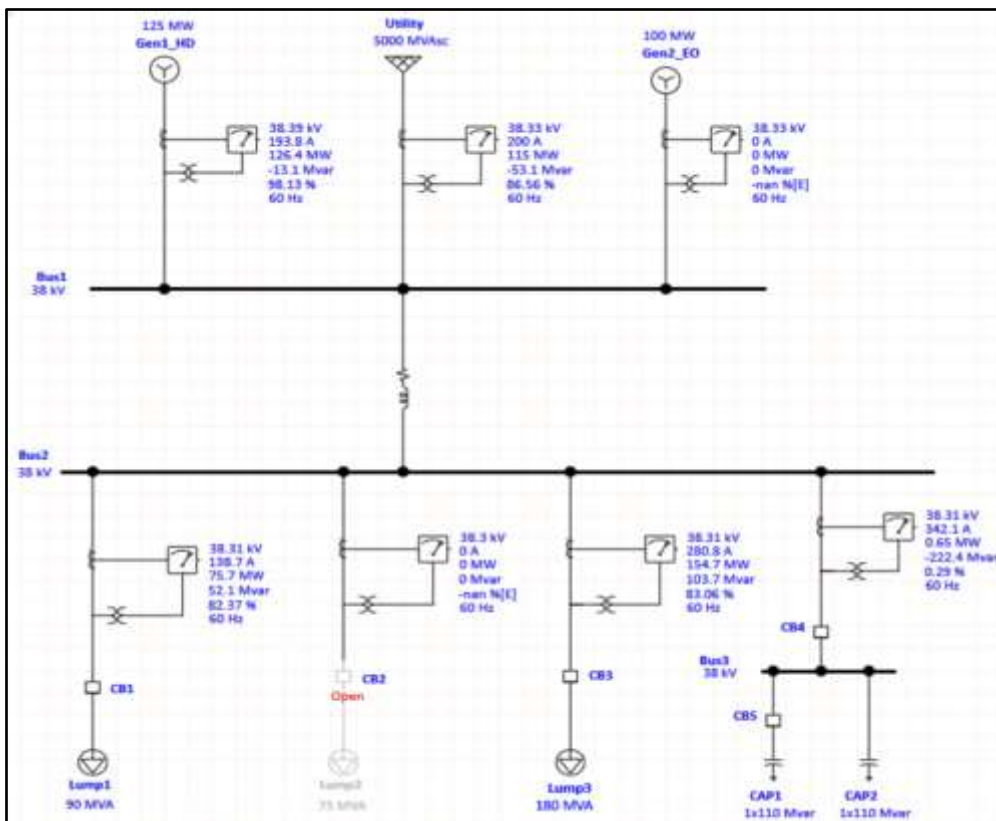 125 MW
Gen1_HD
38.39 kV
193.8 A
126.4 MW
-13.1 Mvar
98.13 %
60 Hz
Utility
5000 MVAsc
38.33 kV
200 A
115 MW
-53.1 Mvar
86.56 %
60 Hz
100 MW
Gen2_EO
38.33 kV
0 A
0 MW
0 Mvar
-nan %[E]
60 Hz
Bus1
38 kV
Bus2
38 kV
38.31 kV
138.7 A
75.7 MW
52.1 Mvar
82.37 %
60 Hz
CB1
Lump1
90 MVA
38.3 kV
0 A
0 MW
0 Mvar
-nan %[E]
60 Hz
CB2
Open
Lump2
75 MVA
38.31 kV
280.8 A
154.7 MW
103.7 Mvar
83.06 %
60 Hz
CB3
Lump3
180 MVA
38.31 kV
342.1 A
0.65 MW
-222.4 Mvar
0.29 %
60 Hz
CB4
Bus3
38 kV
CB5
CAP1
1x110 Mvar
CAP2
1x110 Mvar